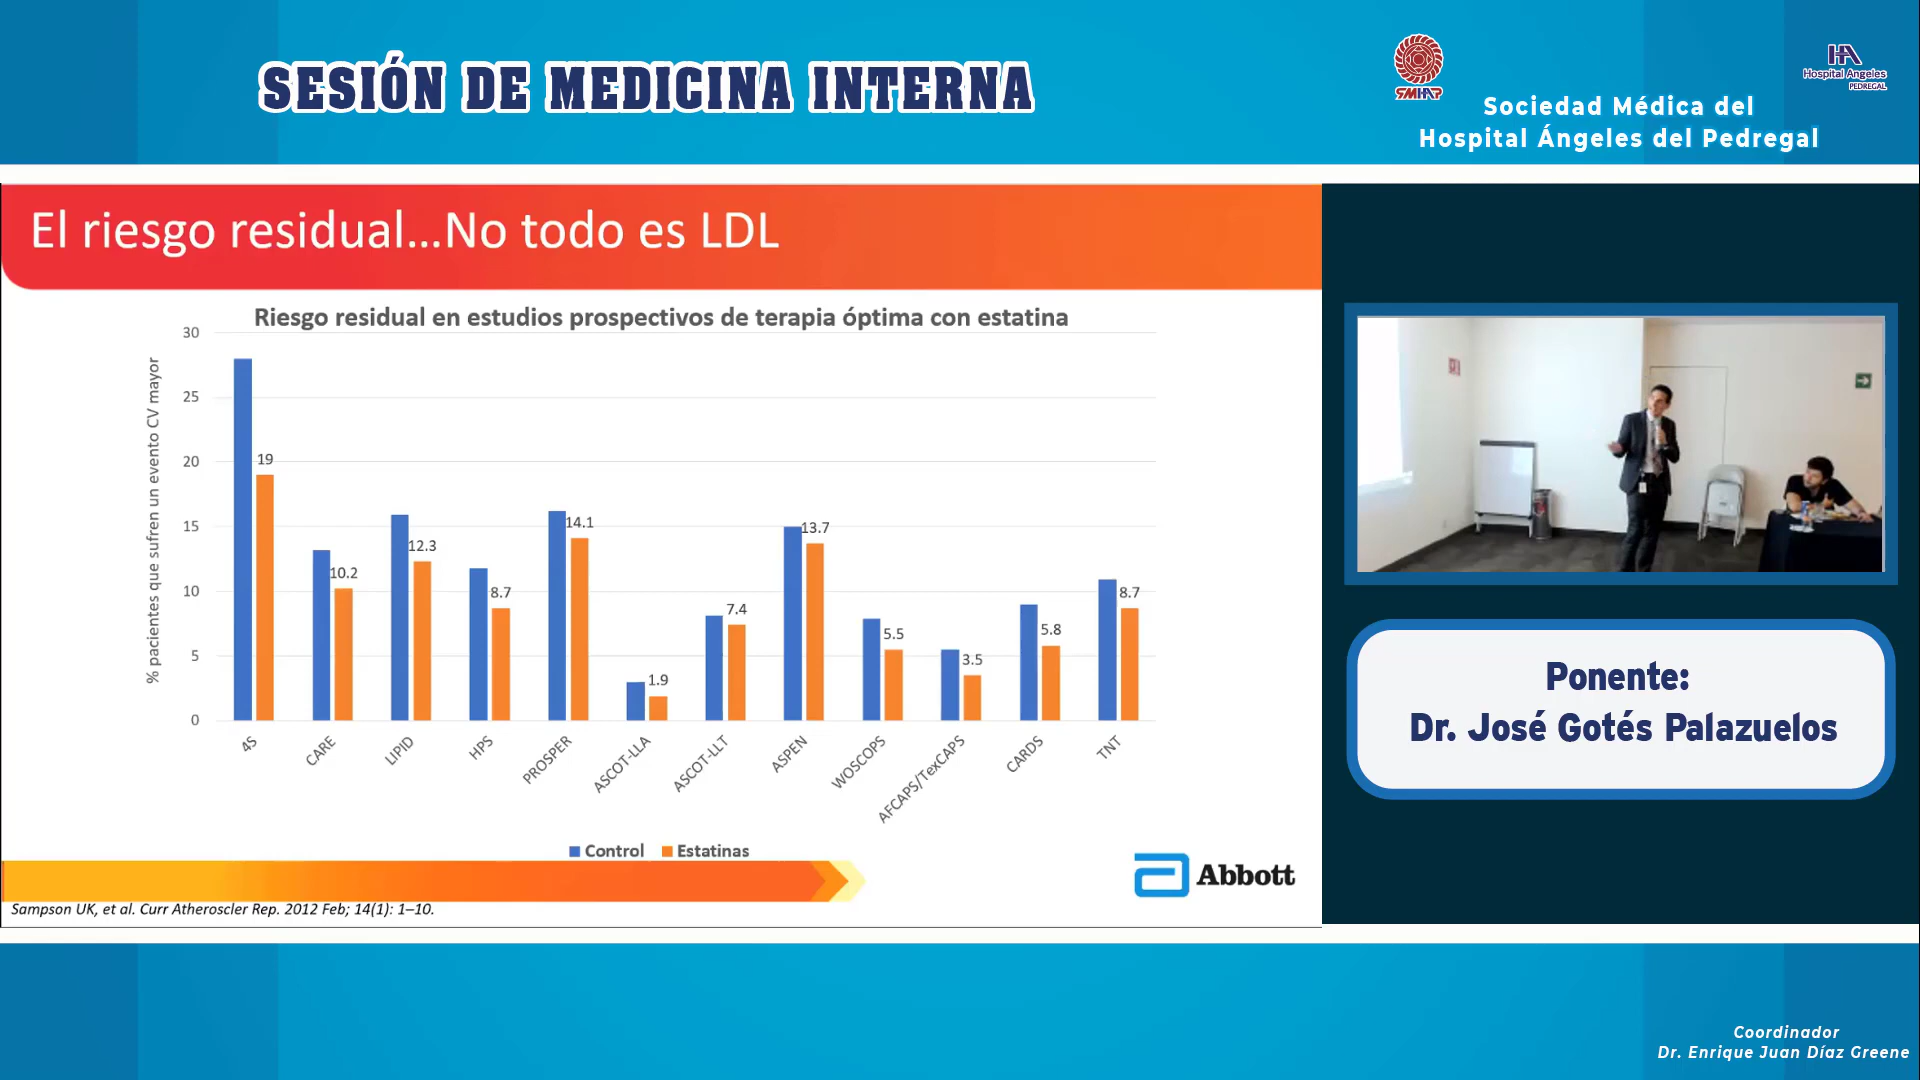 SESIÓN DE MEDICINA INTERNA
SMHAP
Sociedad Médica del
Hospital Ángeles del Pedregal
HA
Hospital Angeles
PEDREGAL
El riesgo residual...No todo es LDL
Riesgo residual en estudios prospectivos de terapia óptima con estatina
% pacientes que sufren un evento CV mayor
30
25
20
15
10
5
0
19
10.2
12.3
8.7
14.1
1.9
7.4
13.7
5.5
3.5
5.8
8.7
4S
CARE
LIPID
HPS
PROSPER
ASCOT-LLA
ASCOT-LLT
ASPEN
WOSCOPS
AFCAPS/TexCAPS
CARDS
TNT
Control
Estatinas
Abbott
Sampson UK, et al. Curr Atheroscler Rep. 2012 Feb; 14(1): 1–10.
Ponente:
Dr. José Gotés Palazuelos
Coordinador
Dr. Enrique Juan Díaz Greene